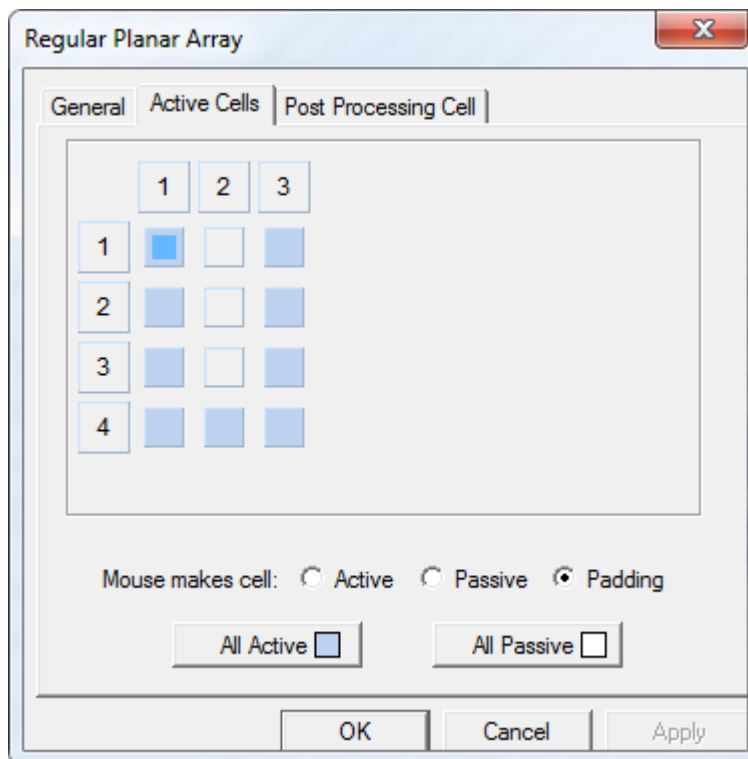 Regular Planar Array
General Active Cells Post Processing Cell
1 2 3
1
2
3
4
Mouse makes cell: Active Passive Padding
All Active All Passive
OK Cancel Apply